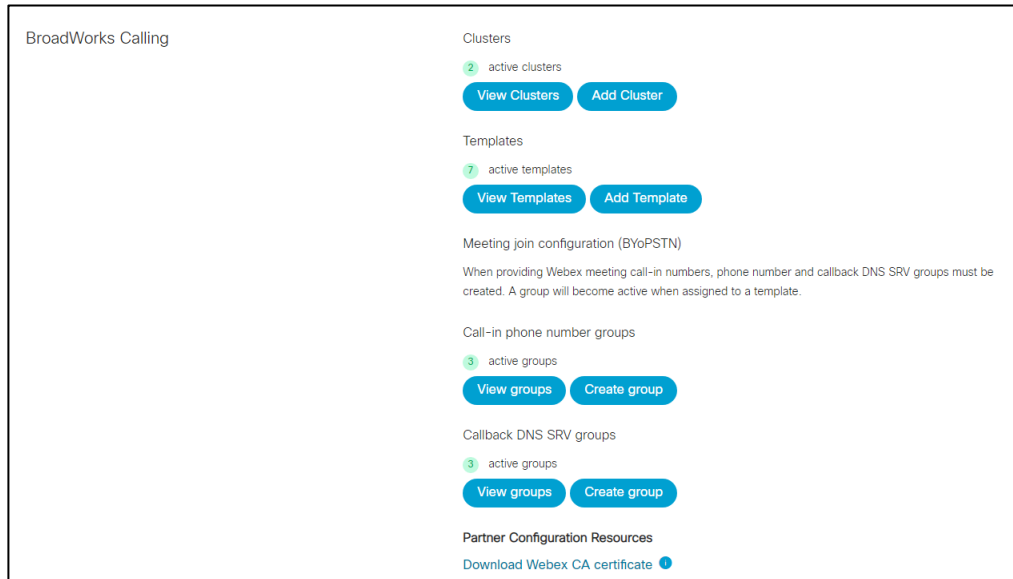 BroadWorks Calling
Clusters
2 active clusters
View Clusters Add Cluster
Templates
7 active templates
View Templates Add Template
Meeting join configuration (BYoPSTN)
When providing Webex meeting call-in numbers, phone number and callback DNS SRV groups must be
created. A group will become active when assigned to a template.
Call-in phone number groups
3 active groups
View groups Create group
Callback DNS SRV groups
3 active groups
View groups Create group
Partner Configuration Resources
Download Webex CA certificate i